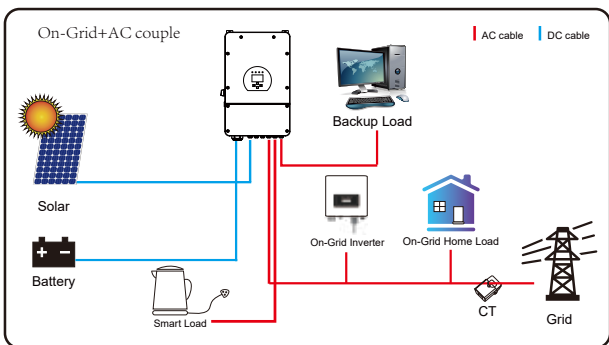 On-Grid+AC couple
AC cable
DC cable
Backup Load
Solar
On-Grid Inverter
On-Grid Home Load
Battery
Smart Load
CT
Grid